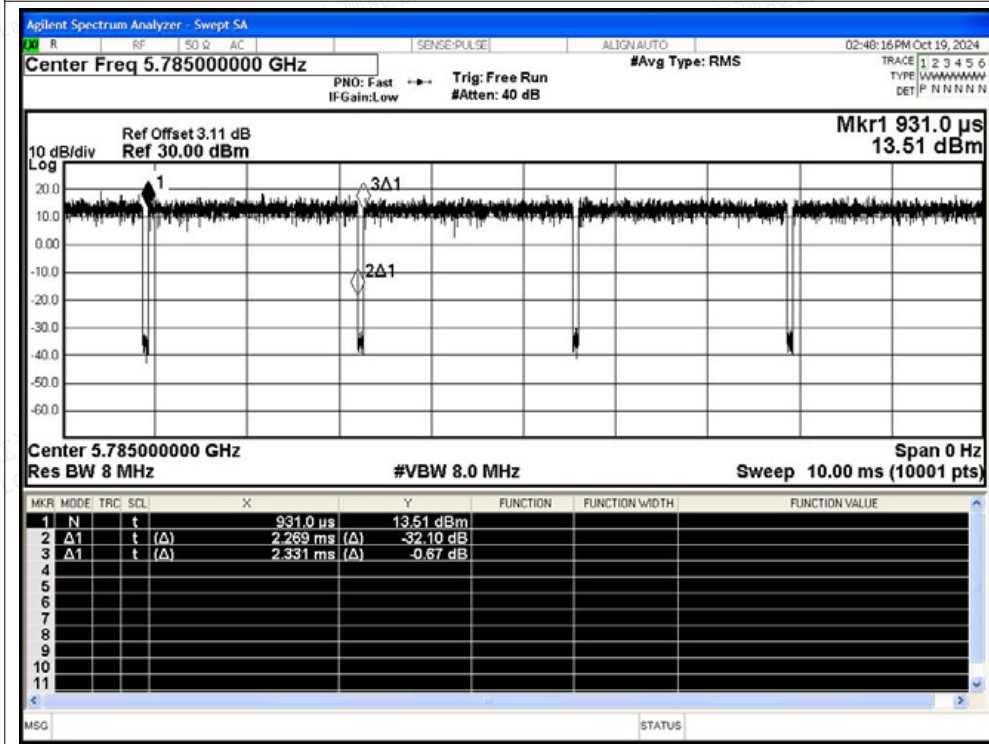 Agilent Spectrum Analyzer - Swept SA
R RF 50 Ω AC SENSE:PULSE ALIGN AUTO 02:48:16 PM Oct 19, 2024
Center Freq 5.785000000 GHz #Avg Type: RMS TRACE 1 2 3 4 5 6
PNO: Fast Trig: Free Run TYPE WWWWWW
IFGain:Low #Atten: 40 dB DET P N N N N N
Mkr1 931.0 µs
Ref Offset 3.11 dB
10 dB/div Ref 30.00 dBm 13.51 dBm
Log
20.0
1
3Δ1
10.0
0.00
-10.0
2Δ1
-20.0
-30.0
-40.0
-50.0
-60.0
Center 5.785000000 GHz Span 0 Hz
Res BW 8 MHz #VBW 8.0 MHz Sweep 10.00 ms (10001 pts)
MKR MODE TRC SCL X Y FUNCTION FUNCTION WIDTH FUNCTION VALUE
1 N t 931.0 µs 13.51 dBm
2 Δ1 t (Δ) 2.269 ms (Δ) -32.10 dB
3 Δ1 t (Δ) 2.331 ms (Δ) -0.67 dB
4
5
6
7
8
9
10
11
MSG STATUS